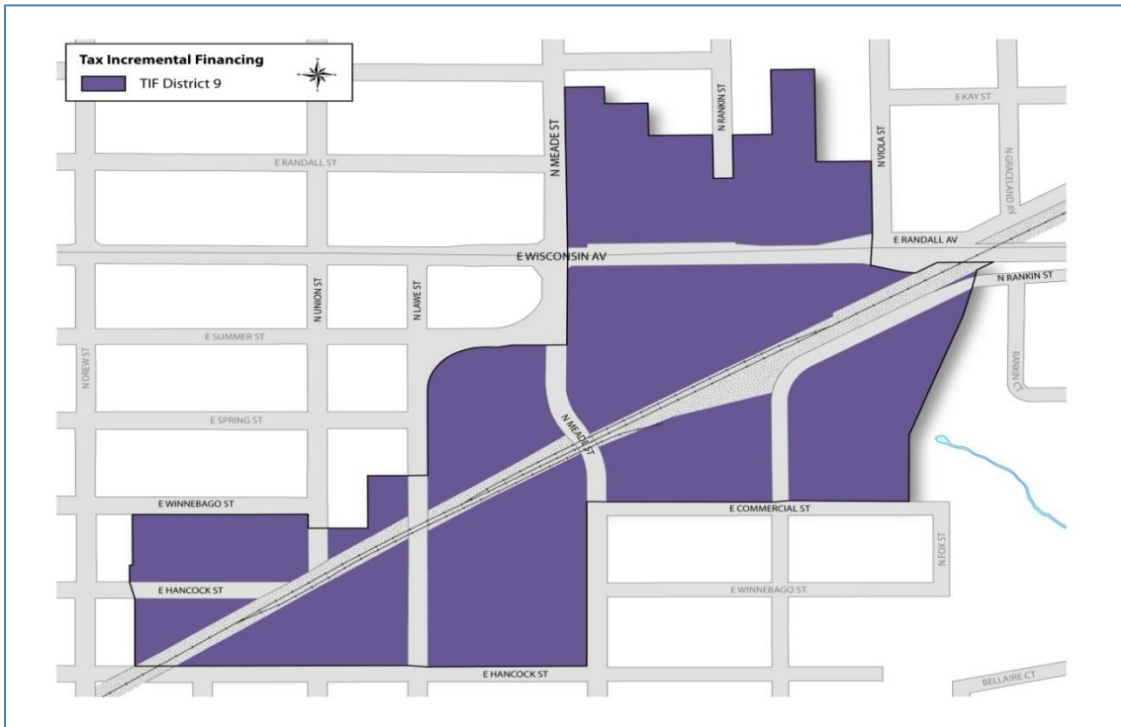 Tax Incremental Financing
TIF District 9
N MEADE ST
N RANKIN ST
N VIOLA ST
E KAY ST
N GRACELAND AV
E RANDALL ST
E RANDALL AV
E WISCONSIN AV
N RANKIN ST
N UNION ST
N LAWE ST
E SUMMER ST
N DREW ST
RANKIN CT
E SPRING ST
N MEADE ST
E WINNEBAGO ST
E COMMERCIAL ST
N FOX ST
E HANCOCK ST
E WINNEBAGO ST
E HANCOCK ST
BELLAIRE CT